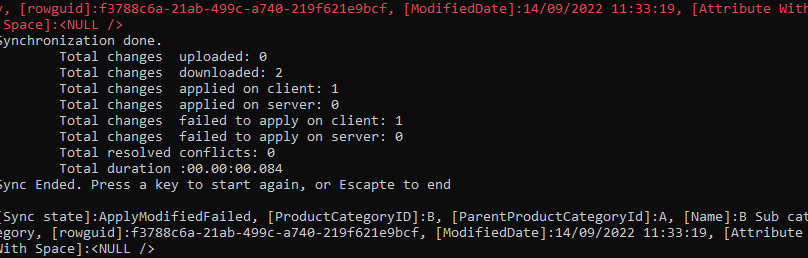 y, [rowguid]:f3788c6a-21ab-499c-a740-219f621e9bcf, [ModifiedDate]:14/09/2022 11:33:19, [Attribute With
Space]:<NULL />
Synchronization done.
Total changes  uploaded: 0
Total changes  downloaded: 2
Total changes  applied on client: 1
Total changes  applied on server: 0
Total changes  failed to apply on client: 1
Total changes  failed to apply on server: 0
Total resolved conflicts: 0
Total duration :00.00:00.084
Sync Ended. Press a key to start again, or Escapte to end
[Sync state]:ApplyModifiedFailed, [ProductCategoryID]:B, [ParentProductCategoryId]:A, [Name]:B Sub cat
egory, [rowguid]:f3788c6a-21ab-499c-a740-219f621e9bcf, [ModifiedDate]:14/09/2022 11:33:19, [Attribute
With Space]:<NULL />